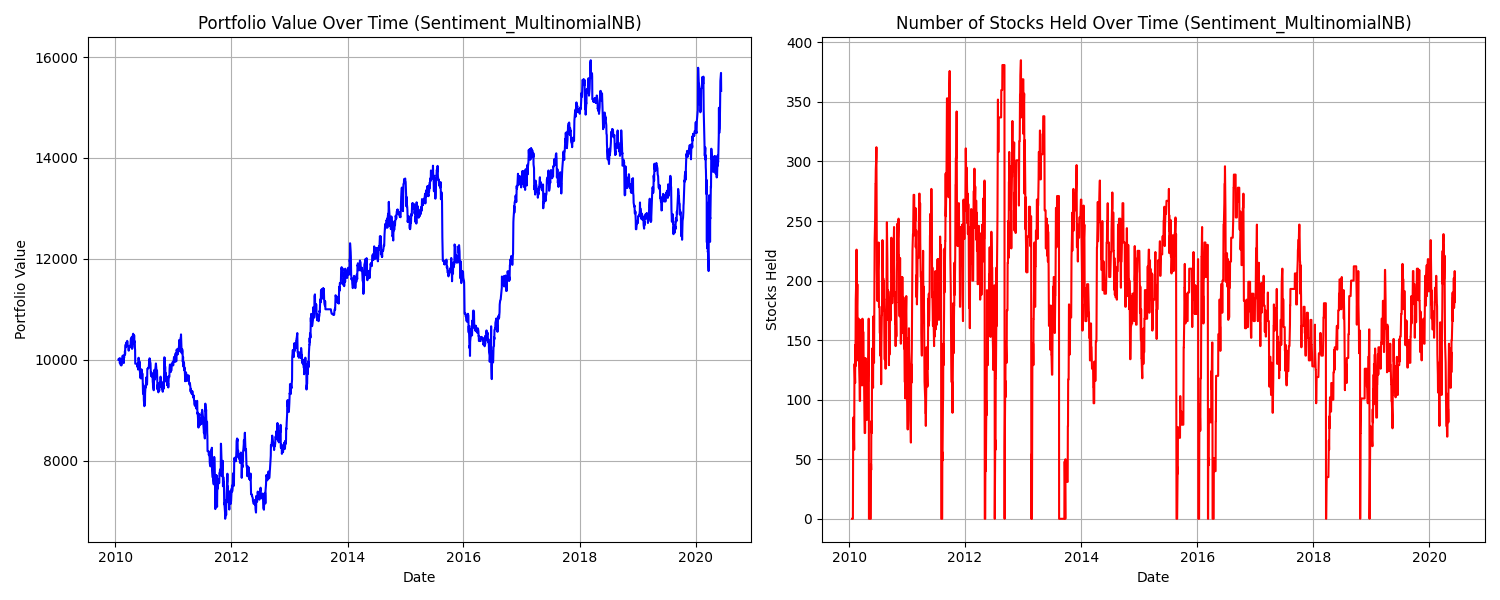 Portfolio Value Over Time (Sentiment_MultinomialNB)
Portfolio Value
16000
14000
12000
10000
8000
2010 2012 2014 2016 2018 2020
Date
Number of Stocks Held Over Time (Sentiment_MultinomialNB)
Stocks Held
400
350
300
250
200
150
100
50
0
2010 2012 2014 2016 2018 2020
Date